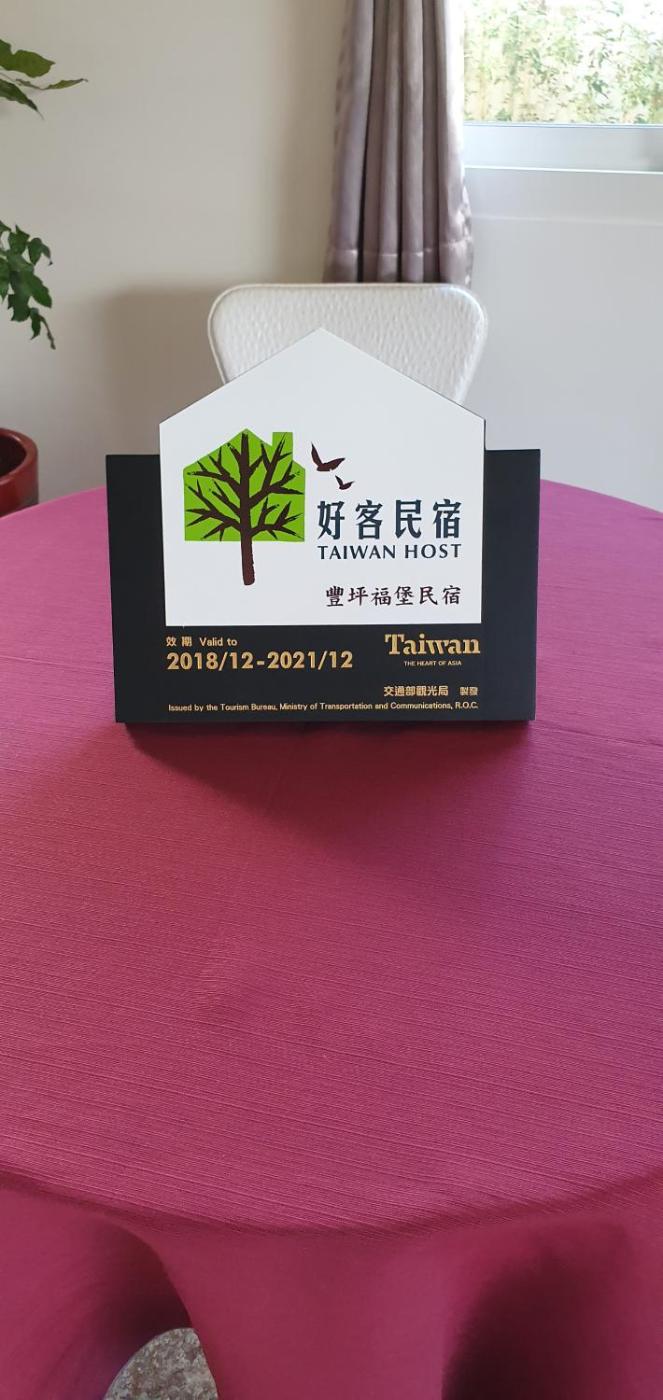 好客民宿
TAIWAN HOST
豐坪福堡民宿
效期 Valid to
2018/12-2021/12
Taiwan
THE HEART OF ASIA
交通部觀光局 製發
Issued by the Tourism Bureau, Ministry of Transportation and Communications, R.O.C.